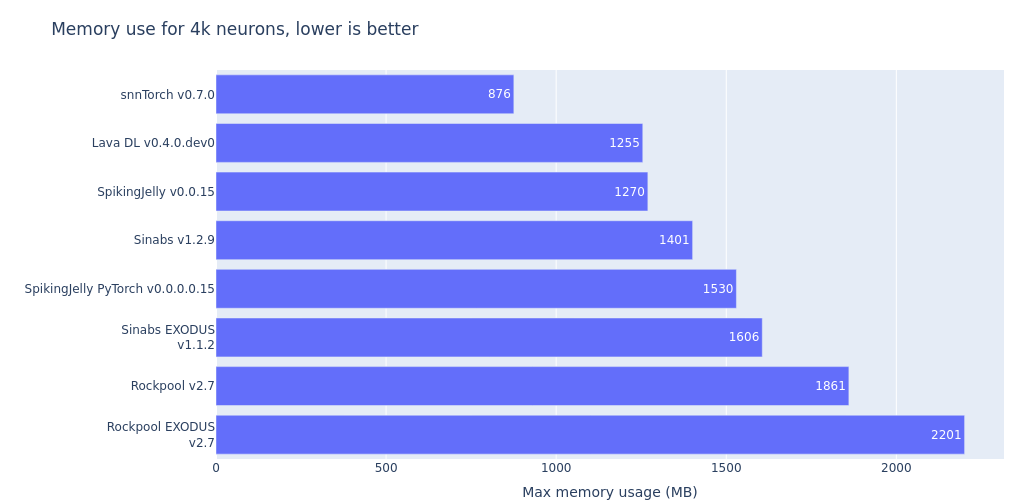 Memory use for 4k neurons, lower is better
snnTorch v0.7.0
876
Lava DL v0.4.0.dev0
1255
SpikingJelly v0.0.15
1270
Sinabs v1.2.9
1401
SpikingJelly PyTorch v0.0.0.0.15
1530
Sinabs EXODUS
v1.1.2
1606
Rockpool v2.7
1861
Rockpool EXODUS
v2.7
2201
0 500 1000 1500 2000
Max memory usage (MB)